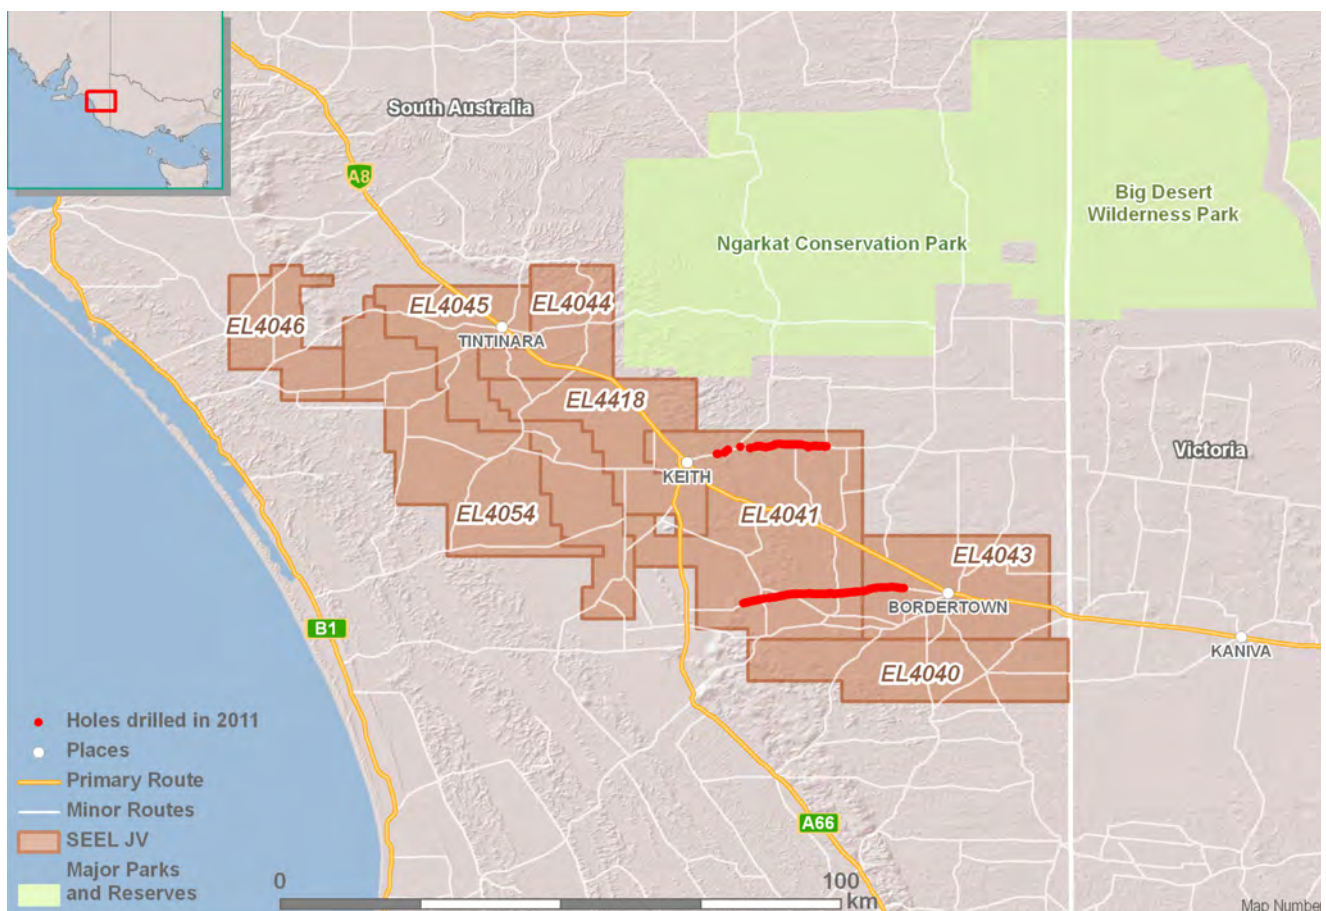 South Australia
A8
Big Desert
Wilderness Park
Ngarkat Conservation Park
EL4045
EL4044
EL4046
TINTINARA
EL4418
Victoria
KEITH
EL4054
EL4041
EL4043
BORDERTOWN
B1
KANIVA
EL4040
Holes drilled in 2011
Places
Primary Route
Minor Routes
SEEL JV
Major Parks
and Reserves
0
100
km
A66
Map Number